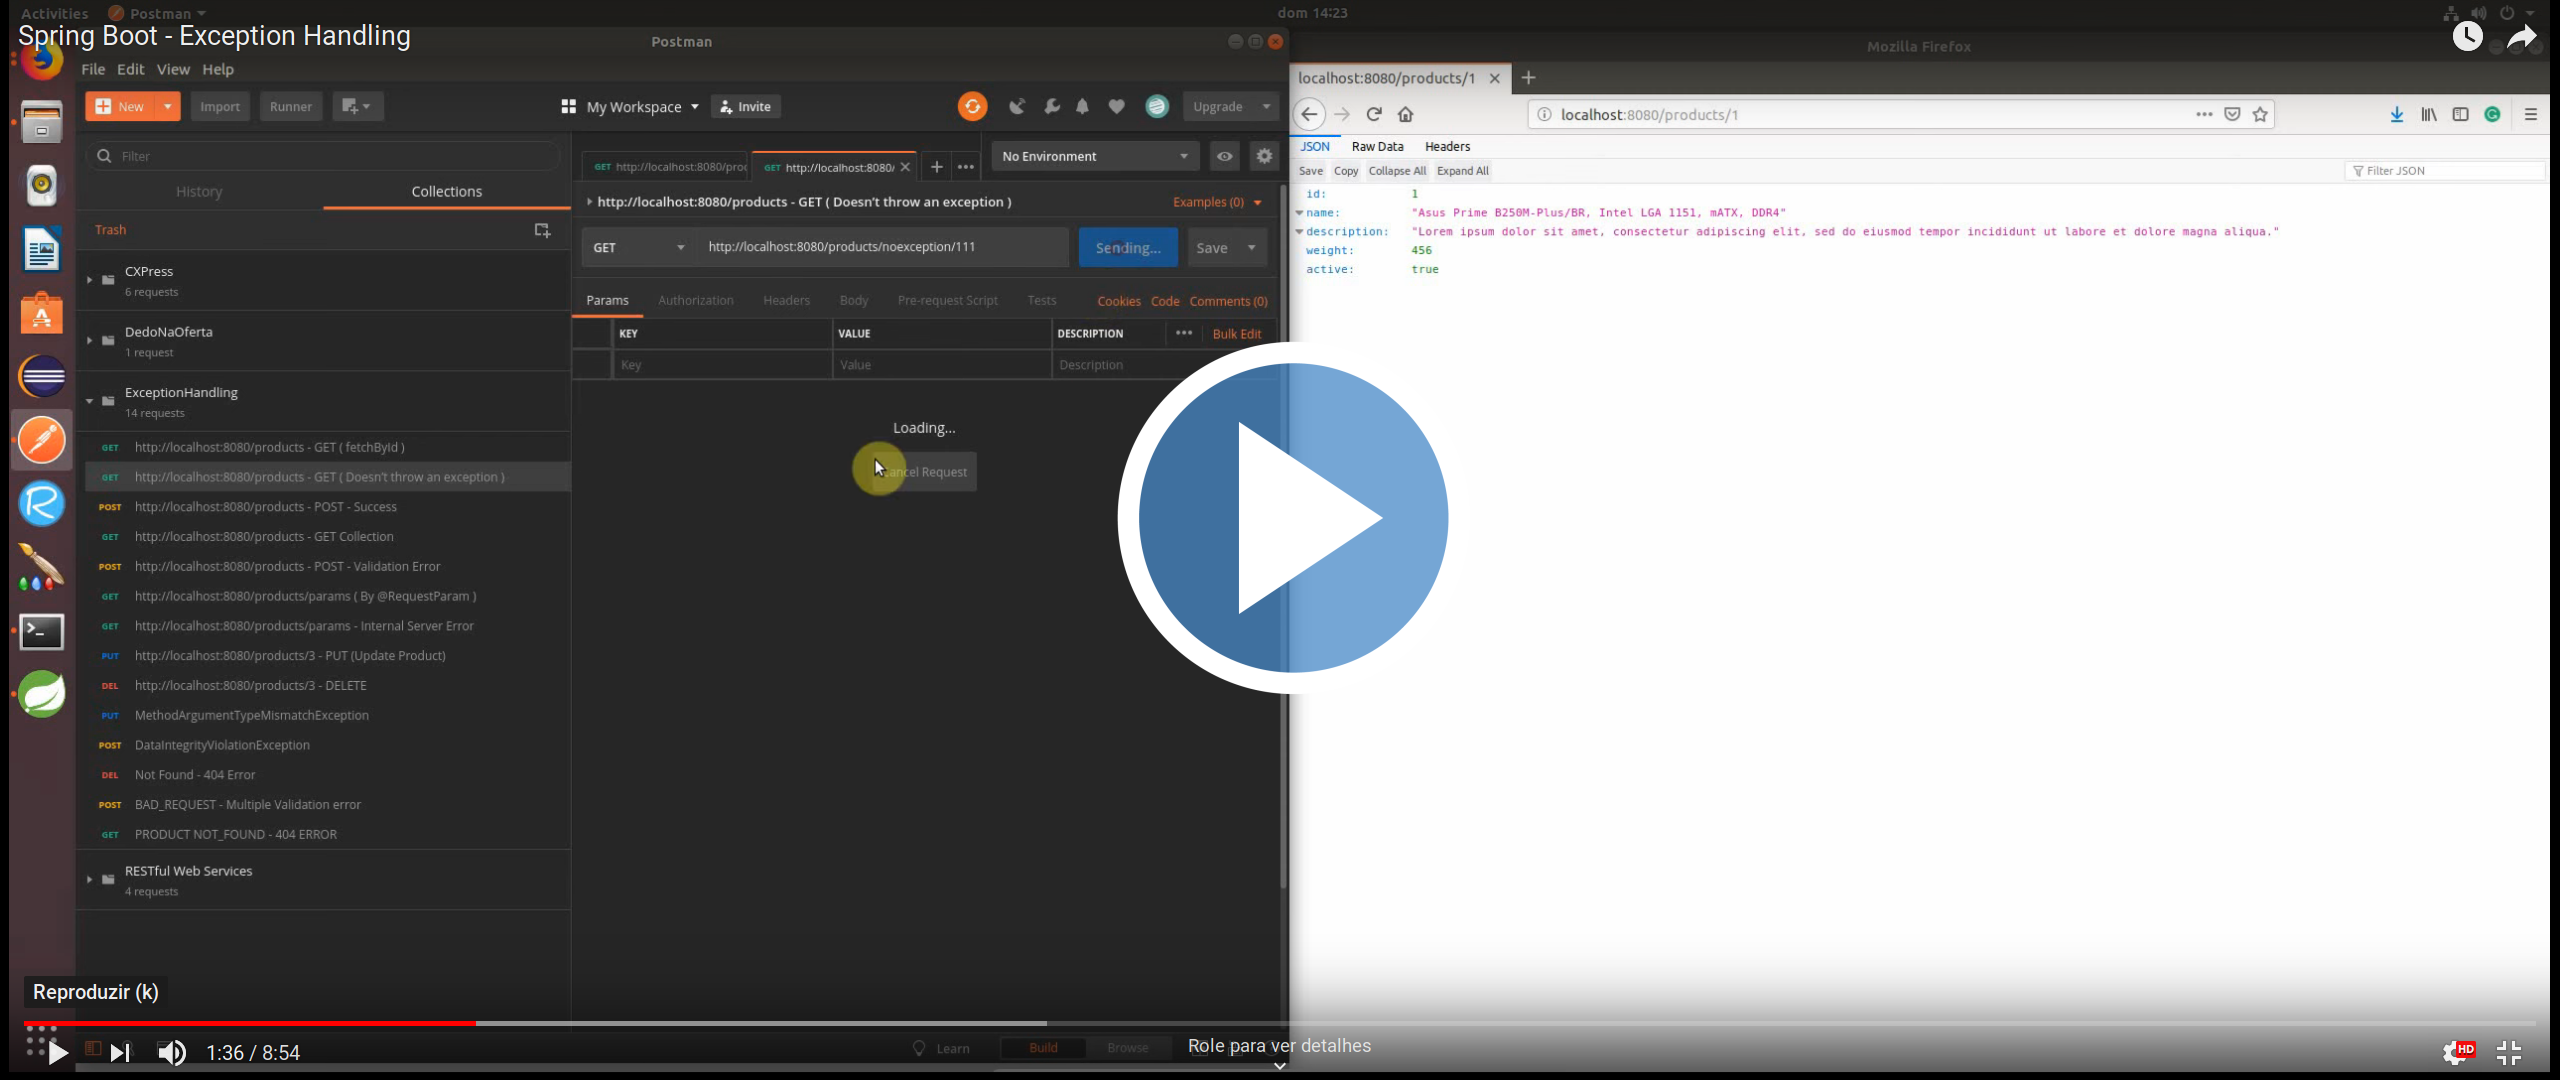 Activities Postman dom 14:23
Spring Boot - Exception Handling
Postman
Mozilla Firefox
File Edit View Help
localhost:8080/products/1
New Import Runner My Workspace Invite Upgrade
localhost:8080/products/1
Filter
GET http://localhost:8080/proc GET http://localhost:8080/ No Environment
JSON Raw Data Headers
Save Copy Collapse All Expand All Filter JSON
History Collections
http://localhost:8080/products - GET ( Doesn't throw an exception ) Examples (0)
id: 1
name: "Asus Prime B250M-Plus/BR, Intel LGA 1151, mATX, DDR4"
description: "Lorem ipsum dolor sit amet, consectetur adipiscing elit, sed do eiusmod tempor incididunt ut labore et dolore magna aliqua."
weight: 456
active: true
Trash
GET http://localhost:8080/products/noexception/111 Sending... Save
Params Authorization Headers Body Pre-request Script Tests Cookies Code Comments (0)
KEY VALUE DESCRIPTION Bulk Edit
Key Value Description
Loading...
Cancel Request
CXPress
6 requests
DedoNaOferta
1 request
ExceptionHandling
14 requests
GET http://localhost:8080/products - GET ( fetchById )
GET http://localhost:8080/products - GET ( Doesn't throw an exception )
POST http://localhost:8080/products - POST - Success
GET http://localhost:8080/products - GET Collection
POST http://localhost:8080/products - POST - Validation Error
GET http://localhost:8080/products/params ( By @RequestParam )
GET http://localhost:8080/products/params - Internal Server Error
PUT http://localhost:8080/products/3 - PUT (Update Product)
DEL http://localhost:8080/products/3 - DELETE
PUT MethodArgumentTypeMismatchException
POST DataIntegrityViolationException
DEL Not Found - 404 Error
POST BAD_REQUEST - Multiple Validation error
GET PRODUCT NOT_FOUND - 404 ERROR
RESTful Web Services
4 requests
Reproduzir (k)
1:36 / 8:54
Learn Build Browse
Role para ver detalhes
HD